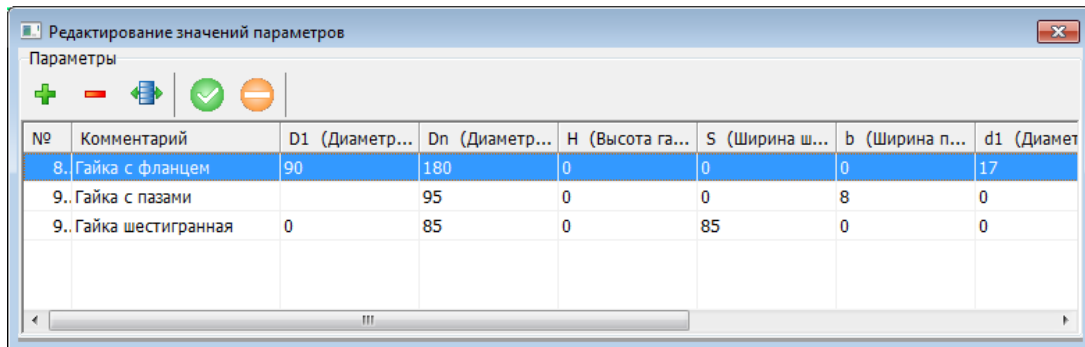 Редактирование значений параметров
Параметры
№ Комментарий D1 (Диаметр... Dn (Диаметр... H (Высота га... S (Ширина ш... b (Ширина п... d1 (Диамет
8.. Гайка с фланцем 90 180 0 0 0 17
9.. Гайка с пазами 95 0 0 8 0
9.. Гайка шестигранная 0 85 0 85 0 0